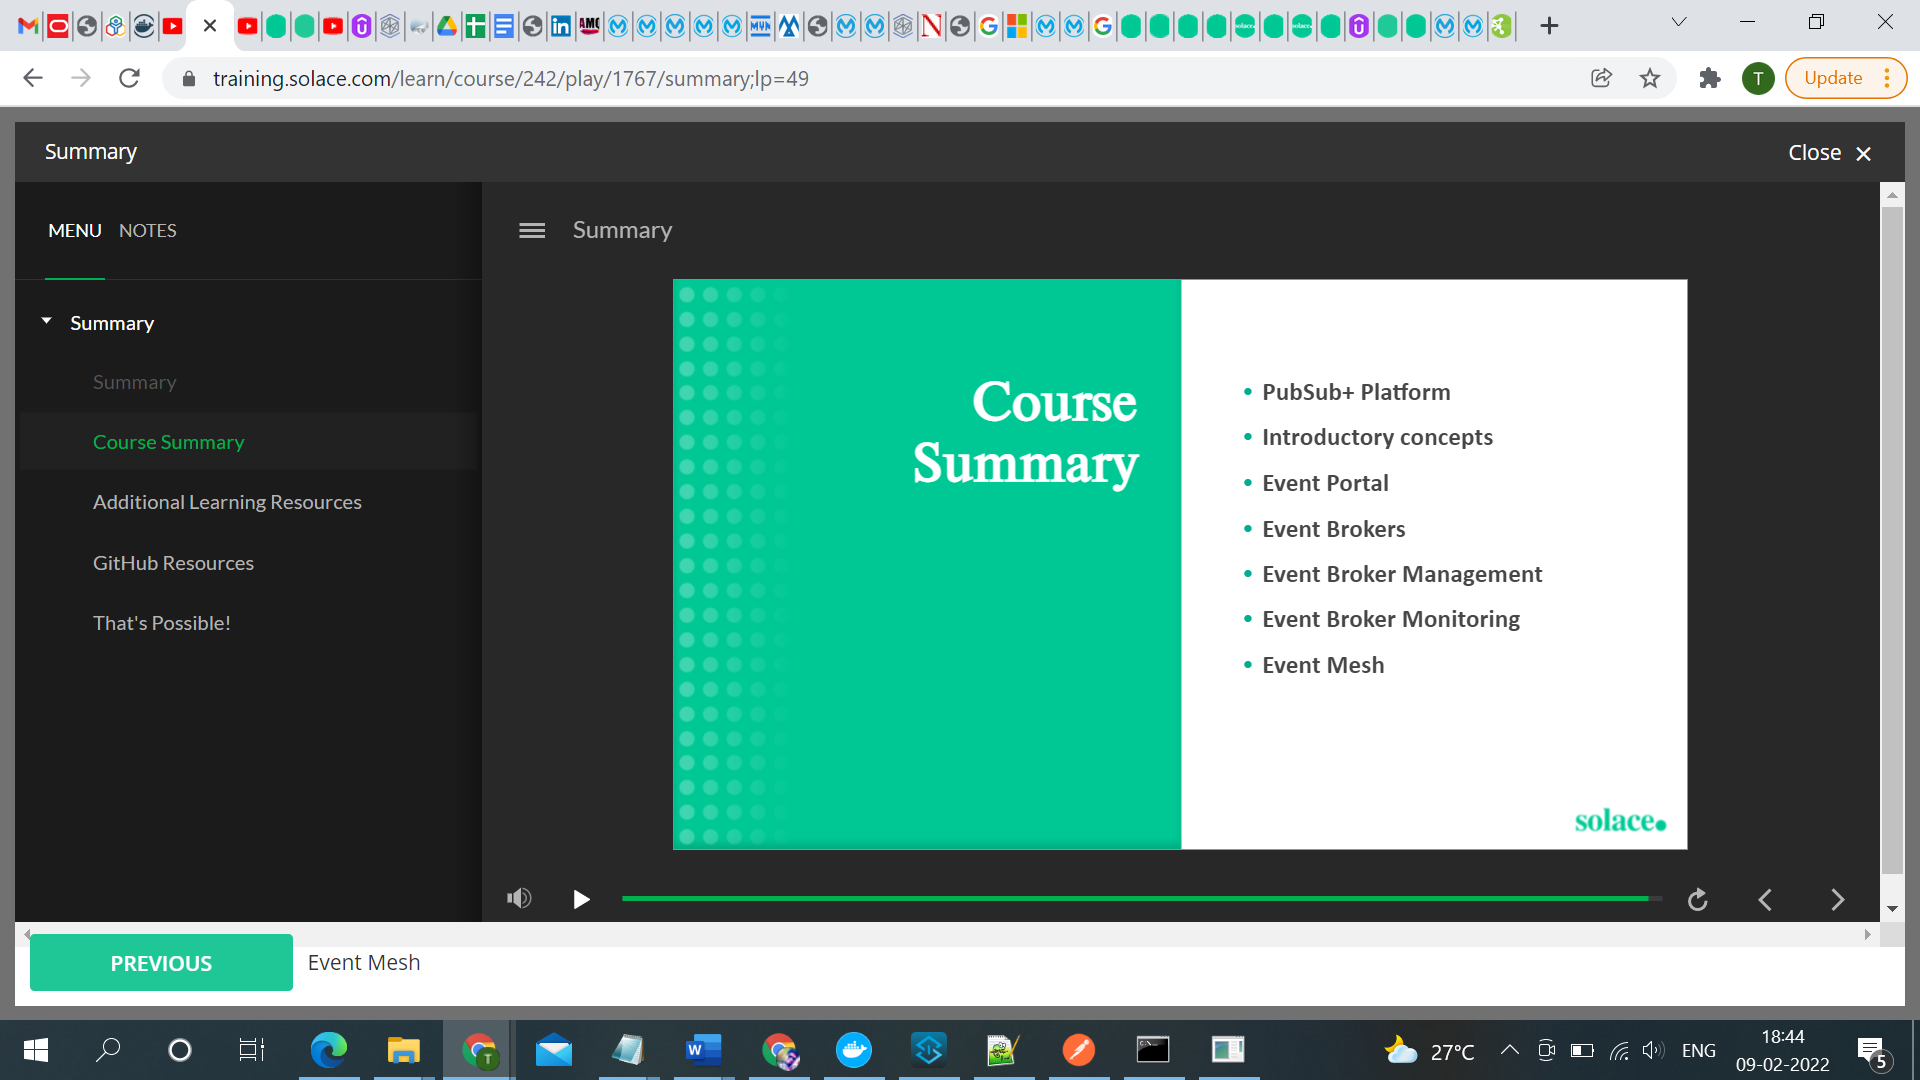 training.solace.com/learn/course/242/play/1767/summary;lp=49
T
Update
Summary
Close
MENU NOTES
Summary
Summary
Summary
Course Summary
Additional Learning Resources
GitHub Resources
That's Possible!
Course
Summary
• PubSub+ Platform
• Introductory concepts
• Event Portal
• Event Brokers
• Event Broker Management
• Event Broker Monitoring
• Event Mesh
solace
PREVIOUS
Event Mesh
27°C
ENG
18:44
09-02-2022
5